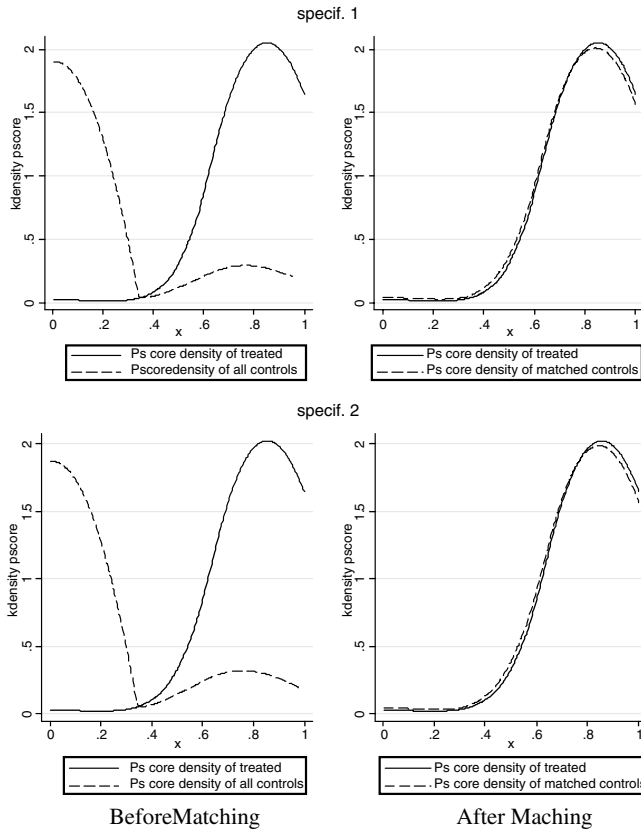 specif. 1
kdensity pscore
0 .5 1 1.5 2
0 .2 .4 .6 .8 1
x
Ps core density of treated
Pscoredensity of all controls
kdensity pscore
0 .5 1 1.5 2
0 .2 .4 .6 .8 1
x
Ps core density of treated
Ps core density of matched controls
specif. 2
kdensity pscore
0 .5 1 1.5 2
0 .2 .4 .6 .8 1
x
Ps core density of treated
Ps core density of all controls
kdensity pscore
0 .5 1 1.5 2
0 .2 .4 .6 .8 1
x
Ps core density of treated
Ps core density of matched controls
BeforeMatching
After Maching